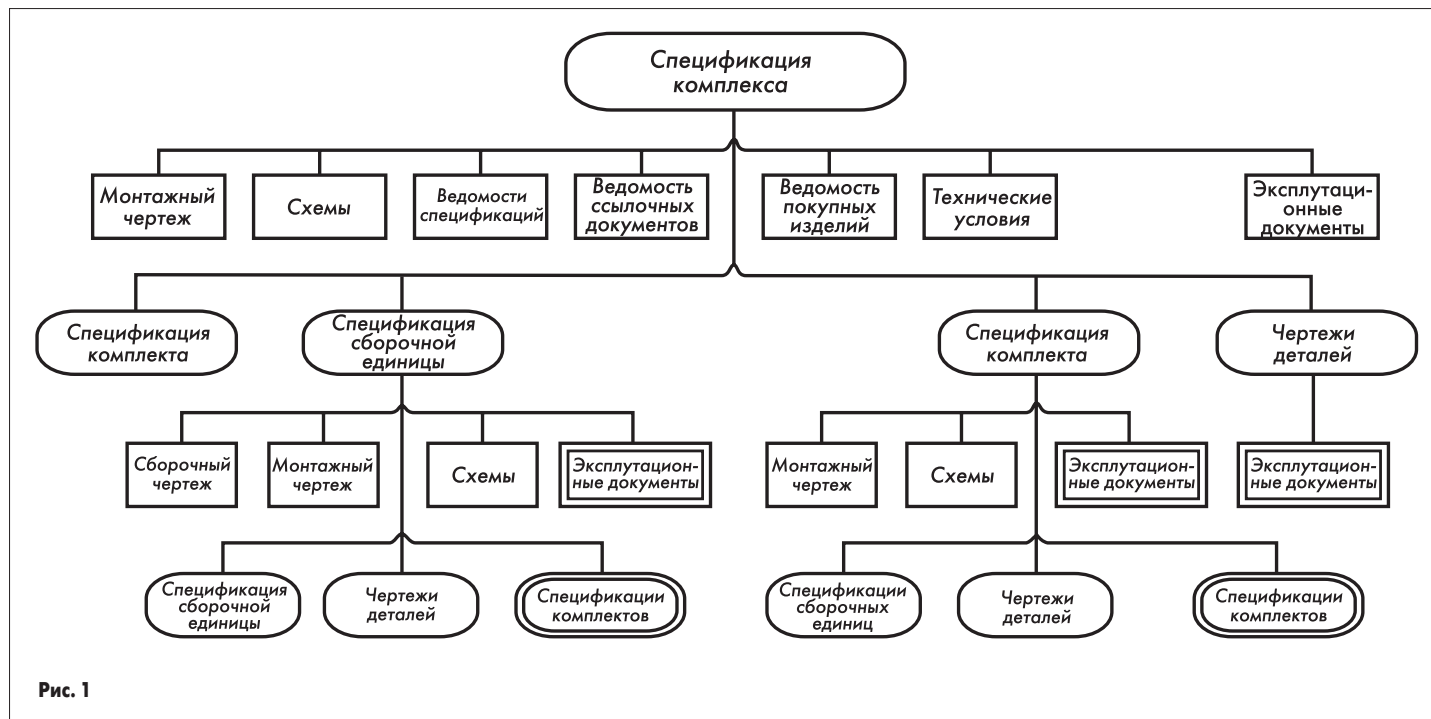 Спецификация
комплекса
Монтажный
чертеж
Схемы
Ведомости
спецификаций
Ведомость
ссылочных
документов
Ведомость
покупных
изделий
Технические
условия
Эксплутаци-
онные
документы
Спецификация
комплекта
Спецификация
сборочной
единицы
Спецификация
комплекта
Чертежи
деталей
Сборочный
чертеж
Монтажный
чертеж
Схемы
Эксплутацион-
ные документы
Монтажный
чертеж
Схемы
Эксплутацион-
ные документы
Эксплутацион-
ные документы
Спецификация
сборочной
единицы
Чертежи
деталей
Спецификации
комплектов
Спецификации
сборочных
единиц
Чертежи
деталей
Спецификации
комплектов
Рис. 1